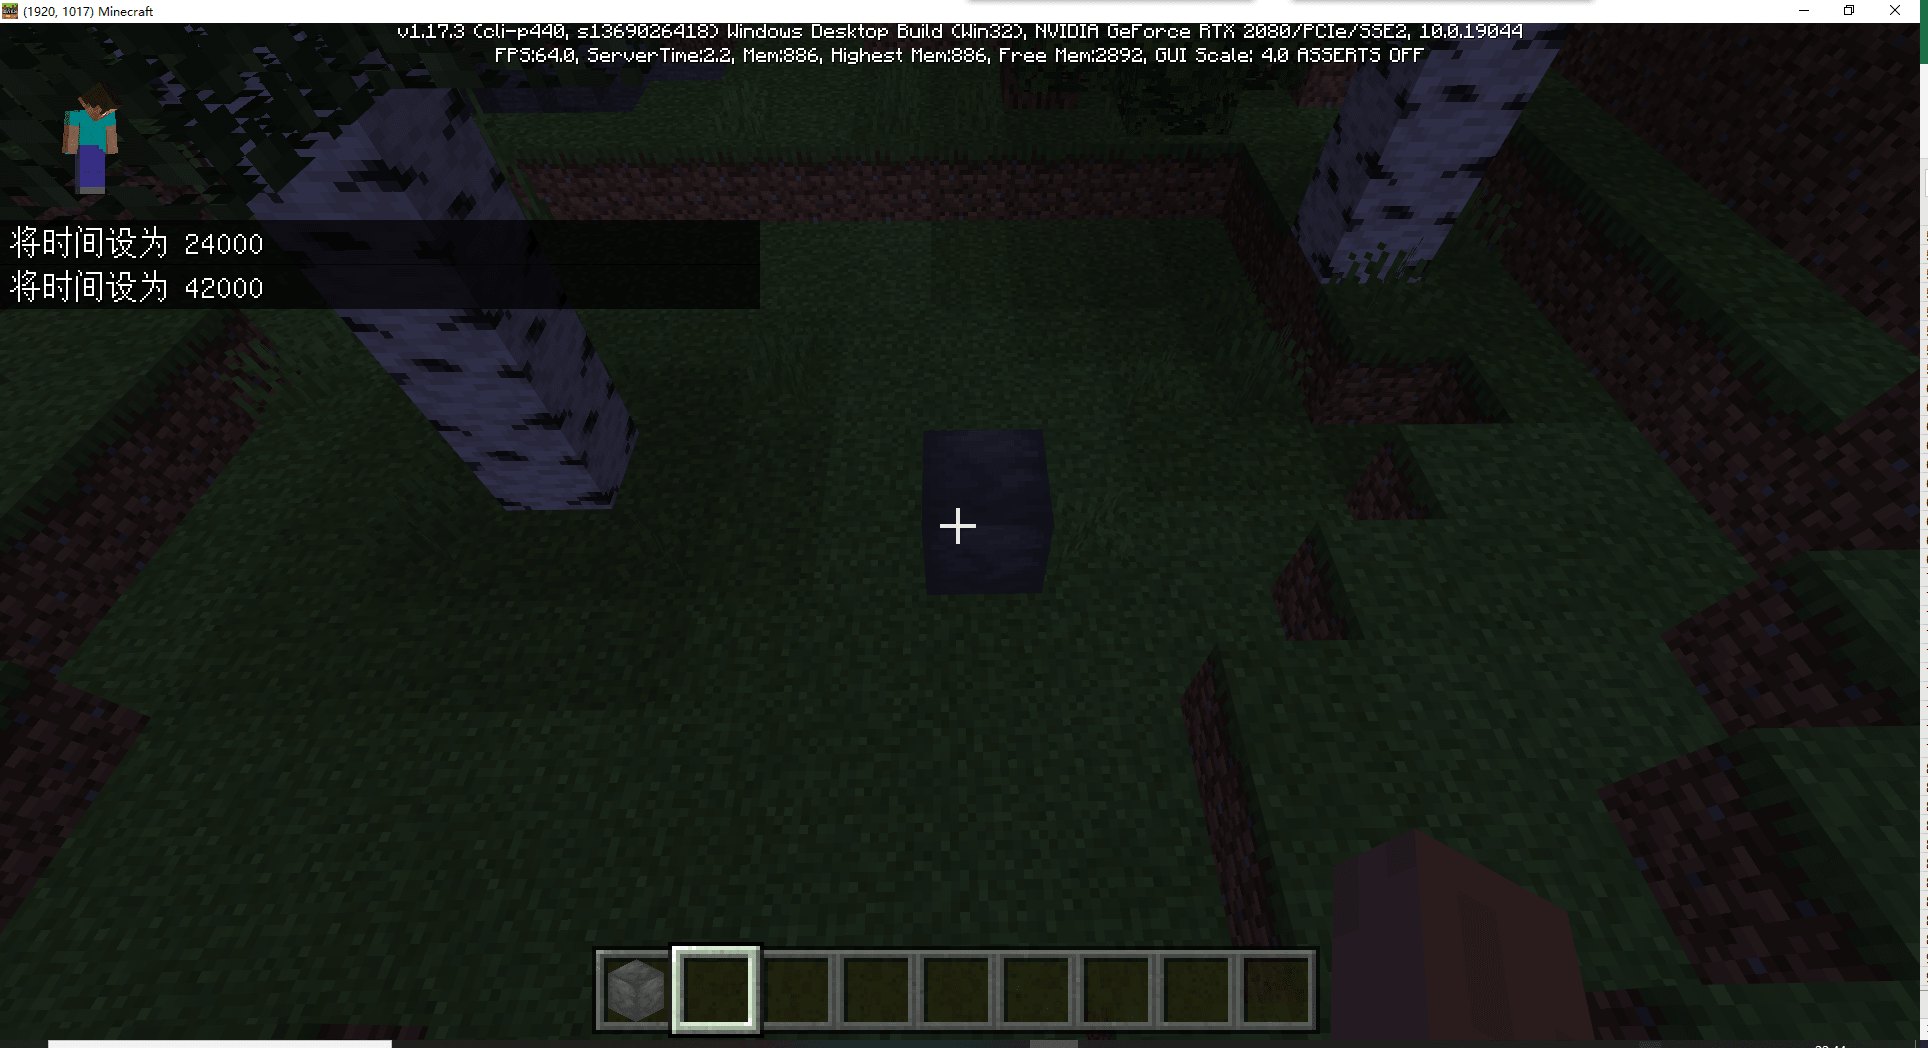 (1920, 1017) Minecraft
v1.17.3 (cli-p440, s1369026418) Windows Desktop Build (Win32), NVIDIA GeForce RTX 2080/PCIe/SSE2, 10.0.19044
FPS:64.0, ServerTime:2.2, Mem:886, Highest Mem:886, Free Mem:2892, GUI Scale: 4.0 ASSERTS OFF
将时间设为 24000
将时间设为 42000